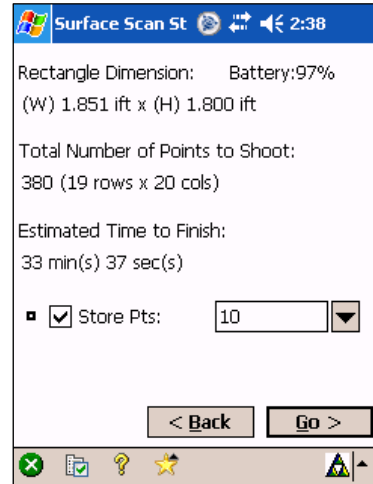 Surface Scan St 2:38
Rectangle Dimension: Battery:97%
(W) 1.851 ift x (H) 1.800 ift
Total Number of Points to Shoot:
380 (19 rows x 20 cols)
Estimated Time to Finish:
33 min(s) 37 sec(s)
Store Pts: 10
< Back Go >